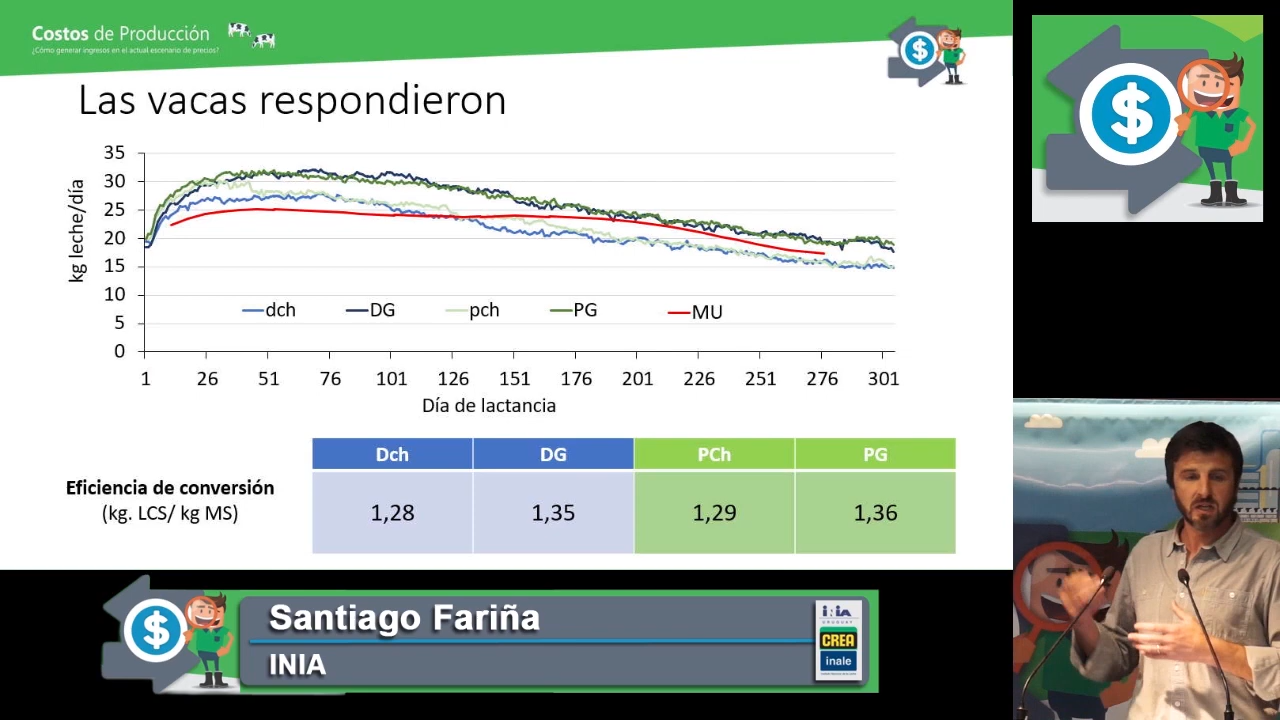 Costos de Producción
¿Cómo generar ingresos en el actual escenario de precios?
$
$
Las vacas respondieron
35
30
25
20
15
10
5
0
kg leche/día
dch DG pch PG MU
1 26 51 76 101 126 151 176 201 226 251 276 301
Día de lactancia
Dch DG PCh PG
Eficiencia de conversión
(kg. LCS/ kg MS)
1,28 1,35 1,29 1,36
$
Santiago Fariña
INIA
inia
URUGUAY
CREA
inale